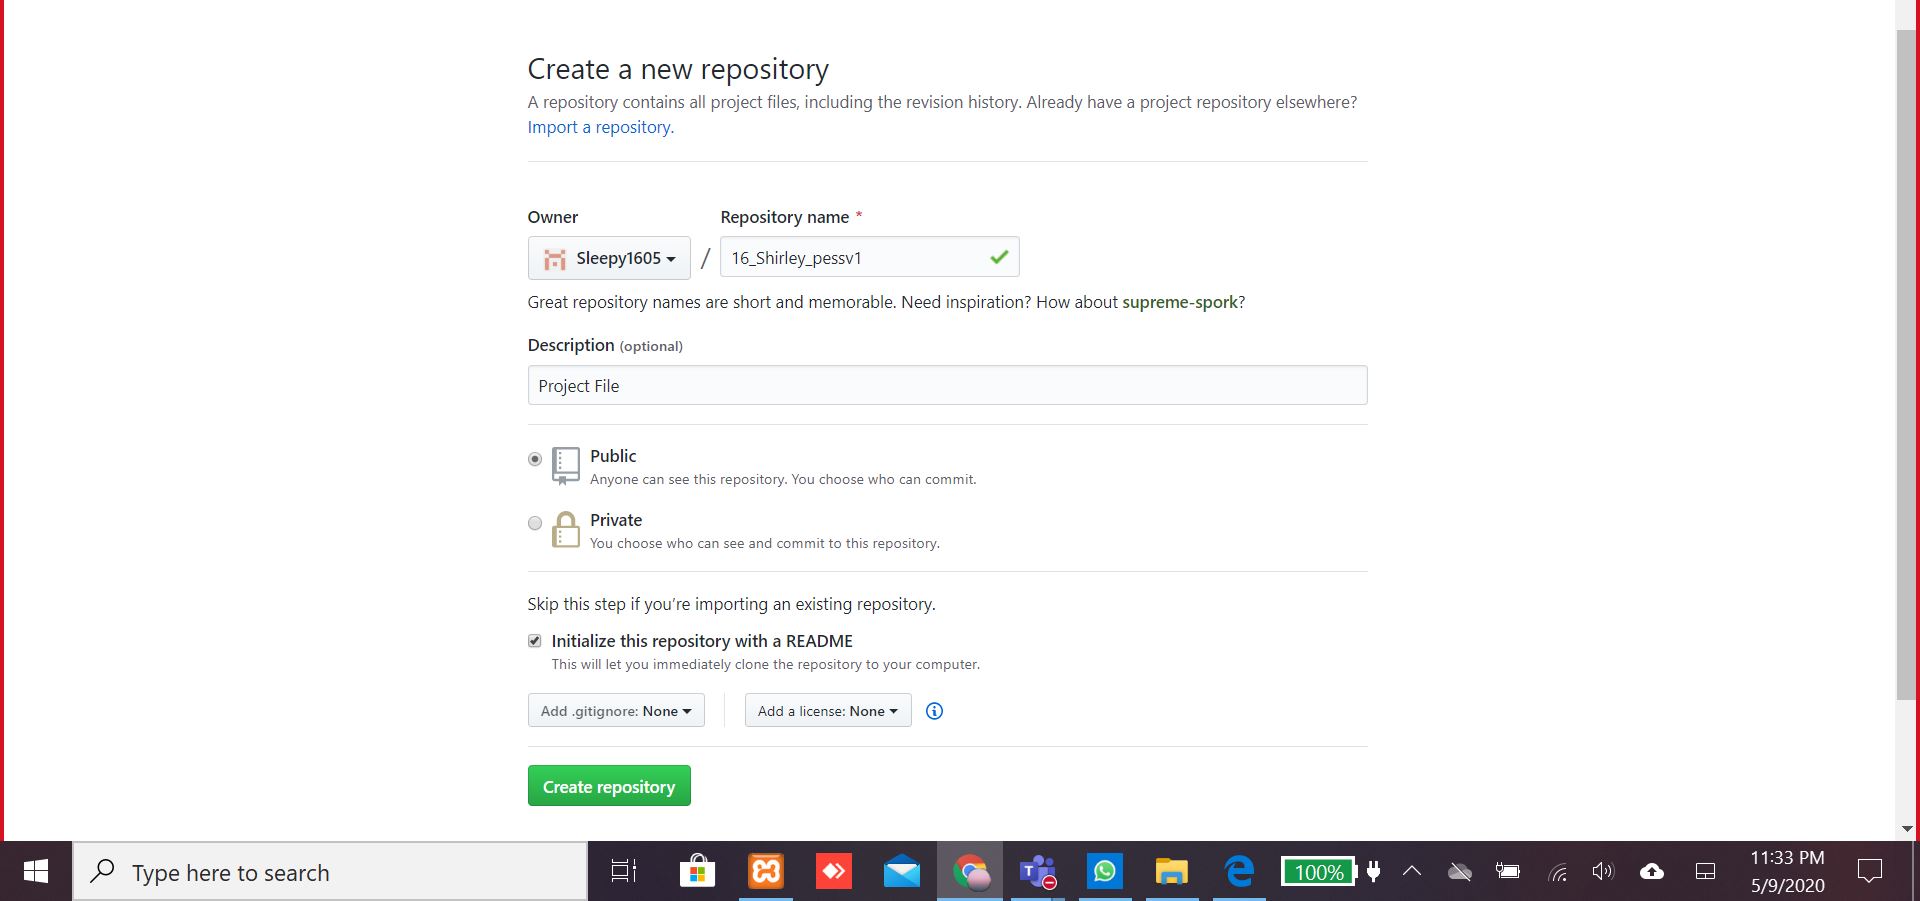 Create a new repository
A repository contains all project files, including the revision history. Already have a project repository elsewhere?
Import a repository.
Owner
Repository name *
Sleepy1605
/
16_Shirley_pessv1
Great repository names are short and memorable. Need inspiration? How about supreme-spork?
Description (optional)
Project File
Public
Anyone can see this repository. You choose who can commit.
Private
You choose who can see and commit to this repository.
Skip this step if you're importing an existing repository.
Initialize this repository with a README
This will let you immediately clone the repository to your computer.
Add .gitignore: None
Add a license: None
Create repository
Type here to search
100%
11:33 PM
5/9/2020